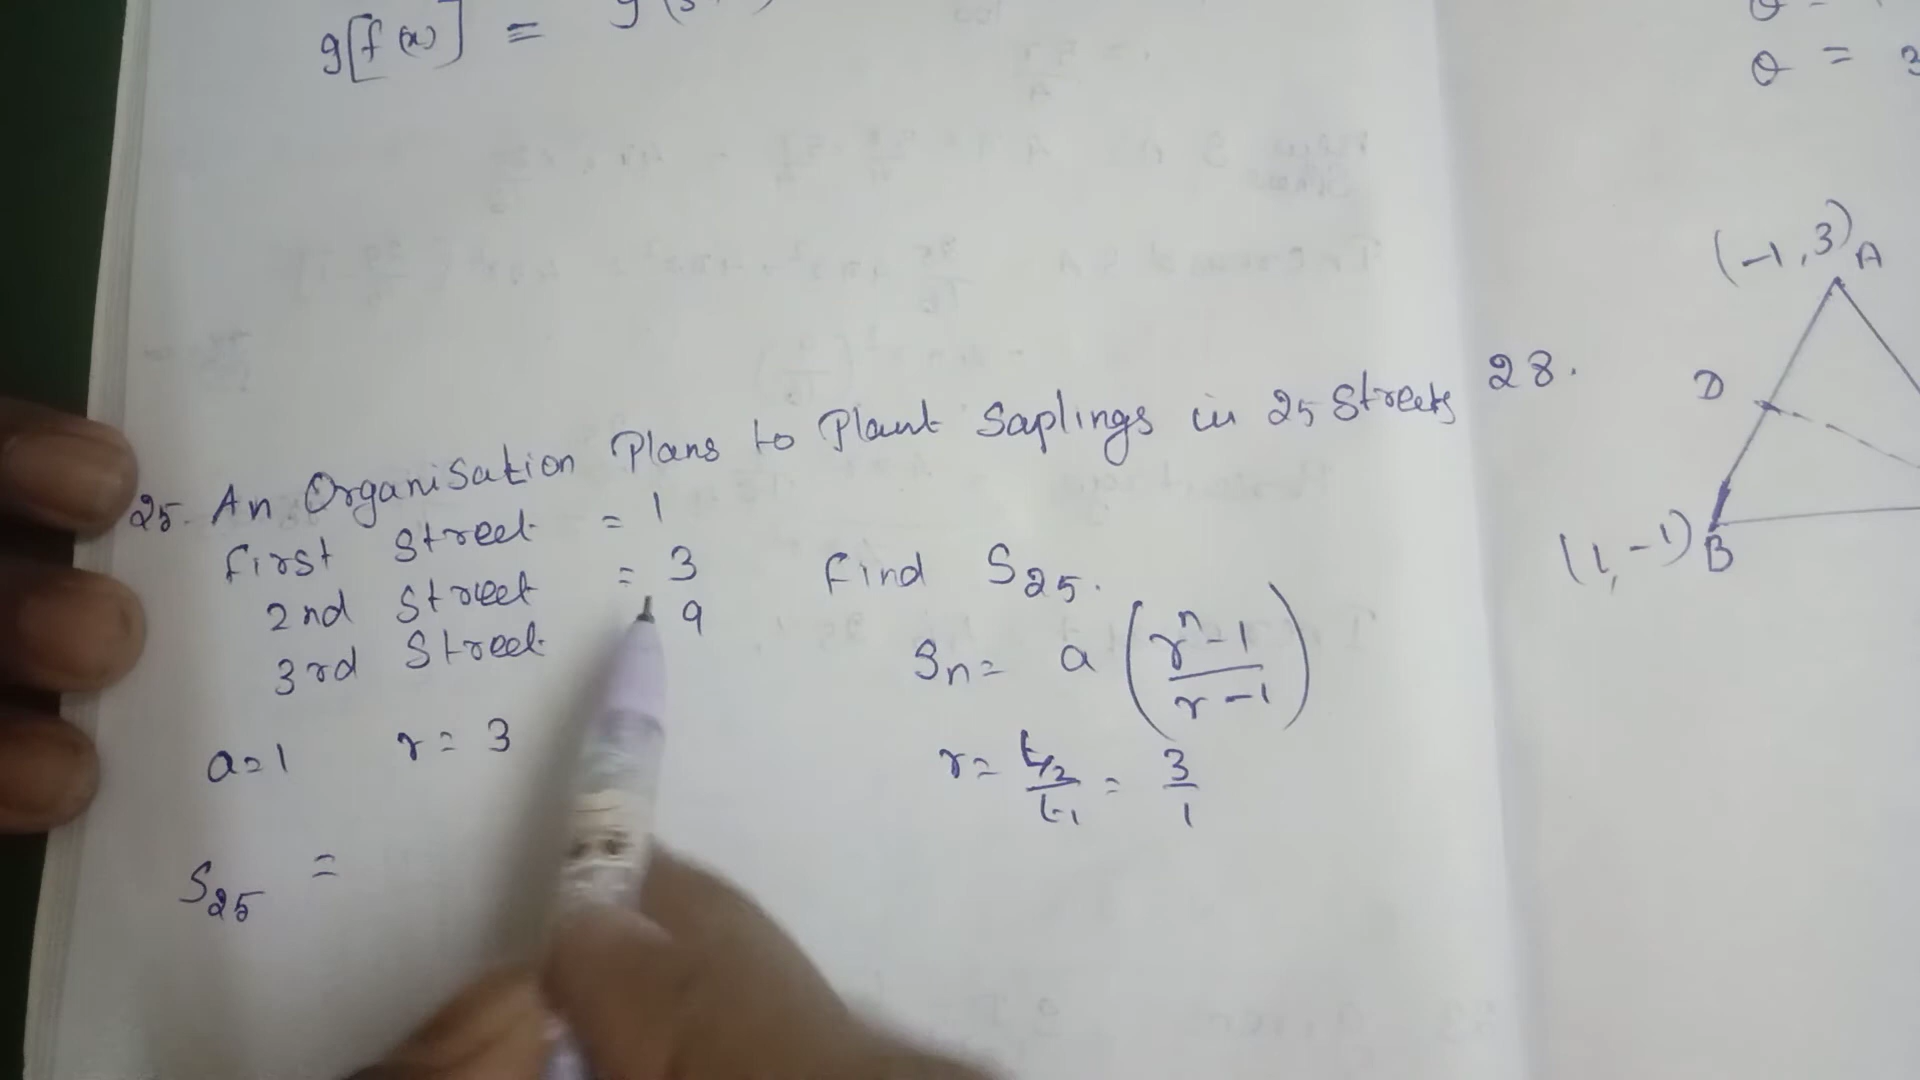 g[f(x)] =
25. An Organisation Plans to Plant Saplings in 25 Streets
First Street = 1
2nd Street = 3
3rd Street 9
Find S25.
Sn = a (r^n - 1 / r - 1)
a = 1 r = 3
r = t2/t1 = 3/1
S25 =
θ = 3
28.
(-1, 3) A
D
(1, -1) B